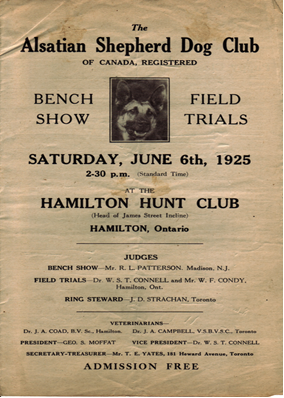 The
Alsatian Shepherd Dog Club
OF CANADA, REGISTERED
BENCH SHOW
FIELD TRIALS
SATURDAY, JUNE 6th, 1925
2-30 p.m. (Standard Time)
AT THE
HAMILTON HUNT CLUB
(Head of James Street Incline)
HAMILTON, Ontario
JUDGES
BENCH SHOW—Mr. R. L. PATTERSON, Madison, N.J.
FIELD TRIALS—Dr. W. S. T. CONNELL and Mr. W. F. CONDY,
Hamilton, Ont.
RING STEWARD—J. D. STRACHAN, Toronto
VETERINARIANS—
Dr. J. A. COAD, B.V. Sc., Hamilton. Dr. J. A. CAMPBELL, V.S.B.V.S.C., Toronto
PRESIDENT—GEO. S. MOFFAT VICE PRESIDENT—Dr. W. S. T. CONNELL
SECRETARY-TREASURER—Mr. T. E. YATES, 101 Howard Avenue, Toronto
ADMISSION FREE